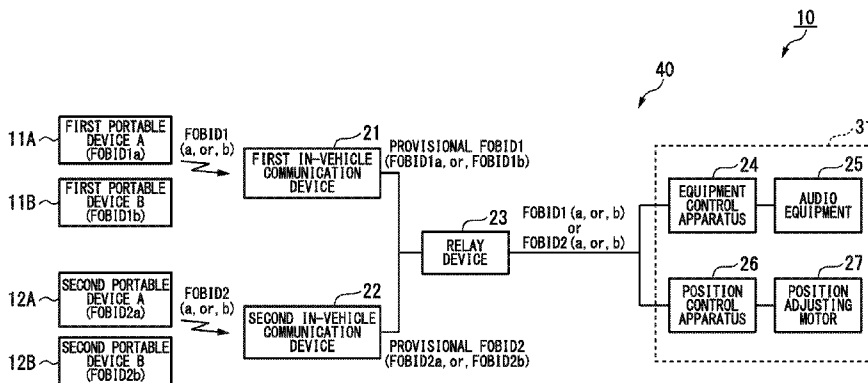 10
40
11A
FIRST PORTABLE
DEVICE A
(FOBID1a)
FOBID1
(a, or, b)
21
FIRST IN-VEHICLE
COMMUNICATION
DEVICE
PROVISIONAL FOBID1
(FOBID1a, or, FOBID1b)
11B
FIRST PORTABLE
DEVICE B
(FOBID1b)
23
RELAY
DEVICE
FOBID1(a, or, b)
or
FOBID2(a, or, b)
24
EQUIPMENT
CONTROL
APPARATUS
25
AUDIO
EQUIPMENT
12A
SECOND PORTABLE
DEVICE A
(FOBID2a)
FOBID2
(a, or, b)
22
SECOND IN-VEHICLE
COMMUNICATION
DEVICE
PROVISIONAL FOBID2
(FOBID2a, or, FOBID2b)
12B
SECOND PORTABLE
DEVICE B
(FOBID2b)
26
POSITION
CONTROL
APPARATUS
27
POSITION
ADJUSTING
MOTOR